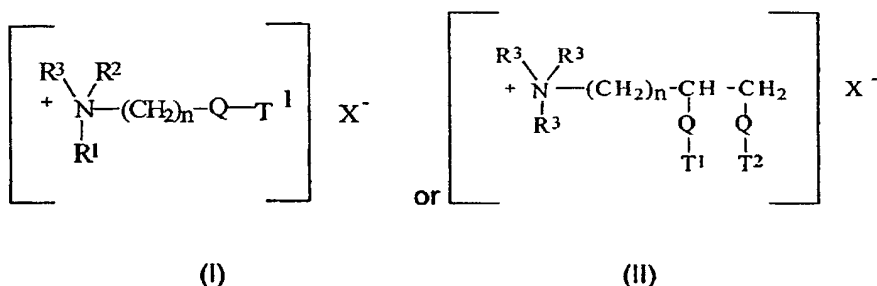 R³ R² R³ R³
+ N—(CH₂)n—Q—T¹ X⁻ + N—(CH₂)n—CH—CH₂ X⁻
R¹ R³ Q Q
T¹ T²
or
(I) (II)